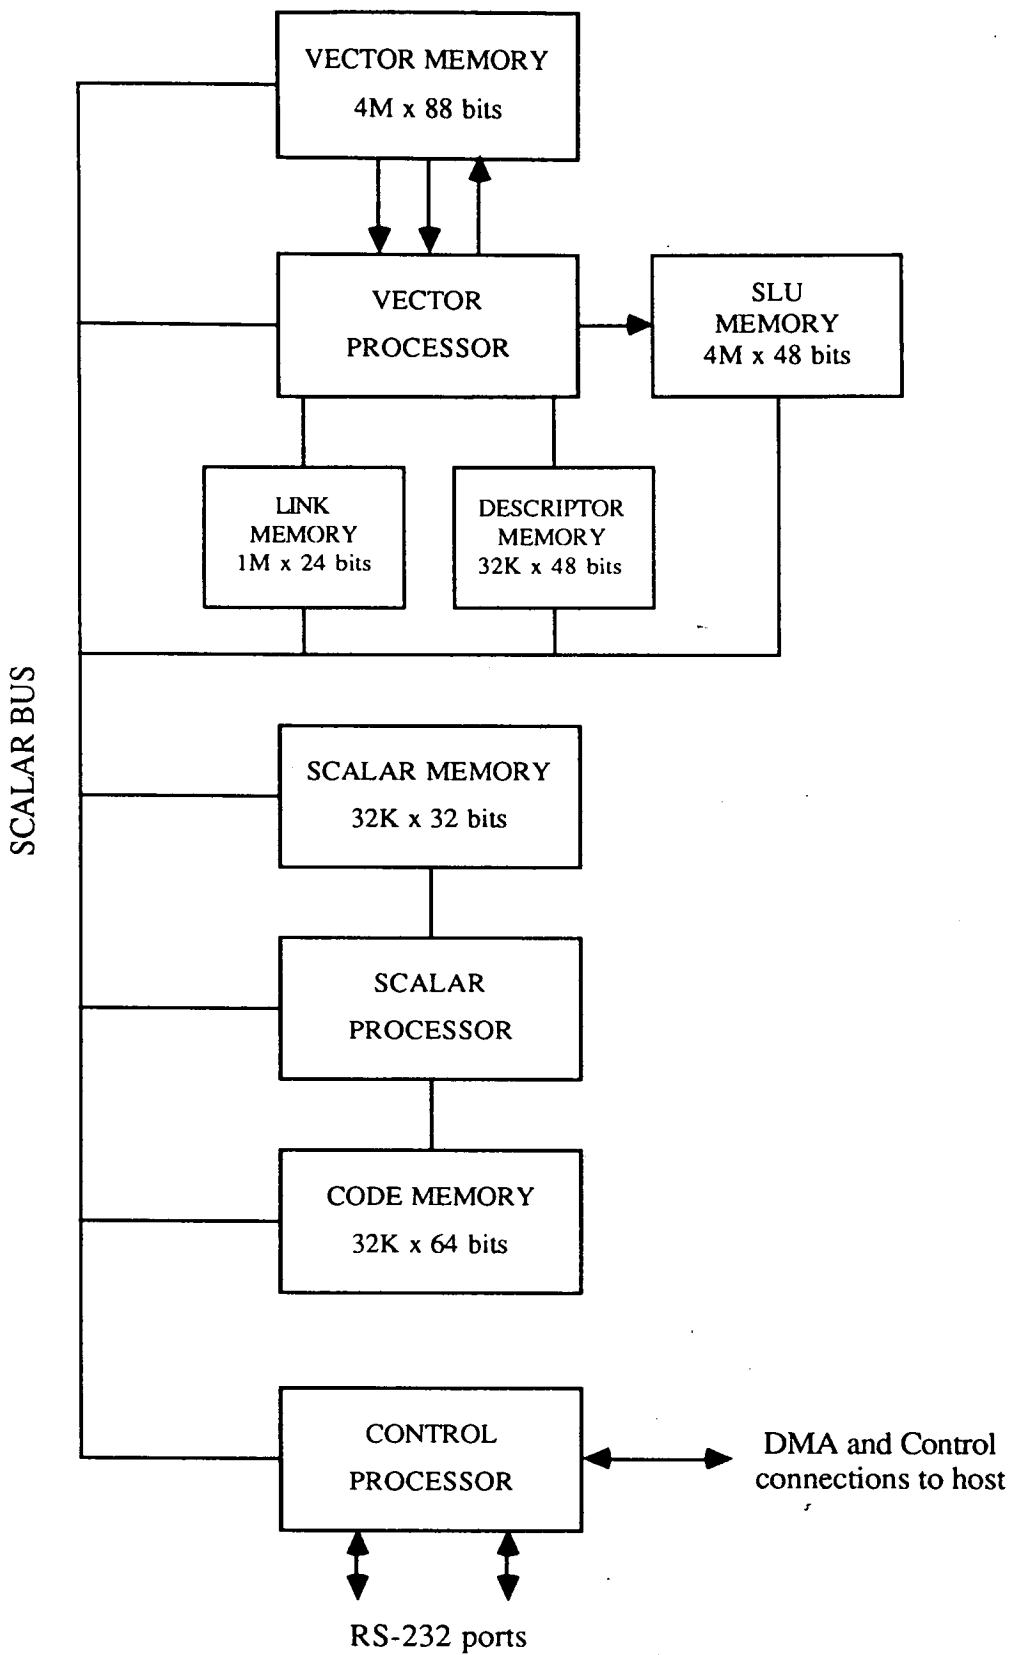 VECTOR MEMORY
4M x 88 bits
VECTOR
PROCESSOR
SLU
MEMORY
4M x 48 bits
LINK
MEMORY
1M x 24 bits
DESCRIPTOR
MEMORY
32K x 48 bits
SCALAR BUS
SCALAR MEMORY
32K x 32 bits
SCALAR
PROCESSOR
CODE MEMORY
32K x 64 bits
CONTROL
PROCESSOR
DMA and Control
connections to host
RS-232 ports